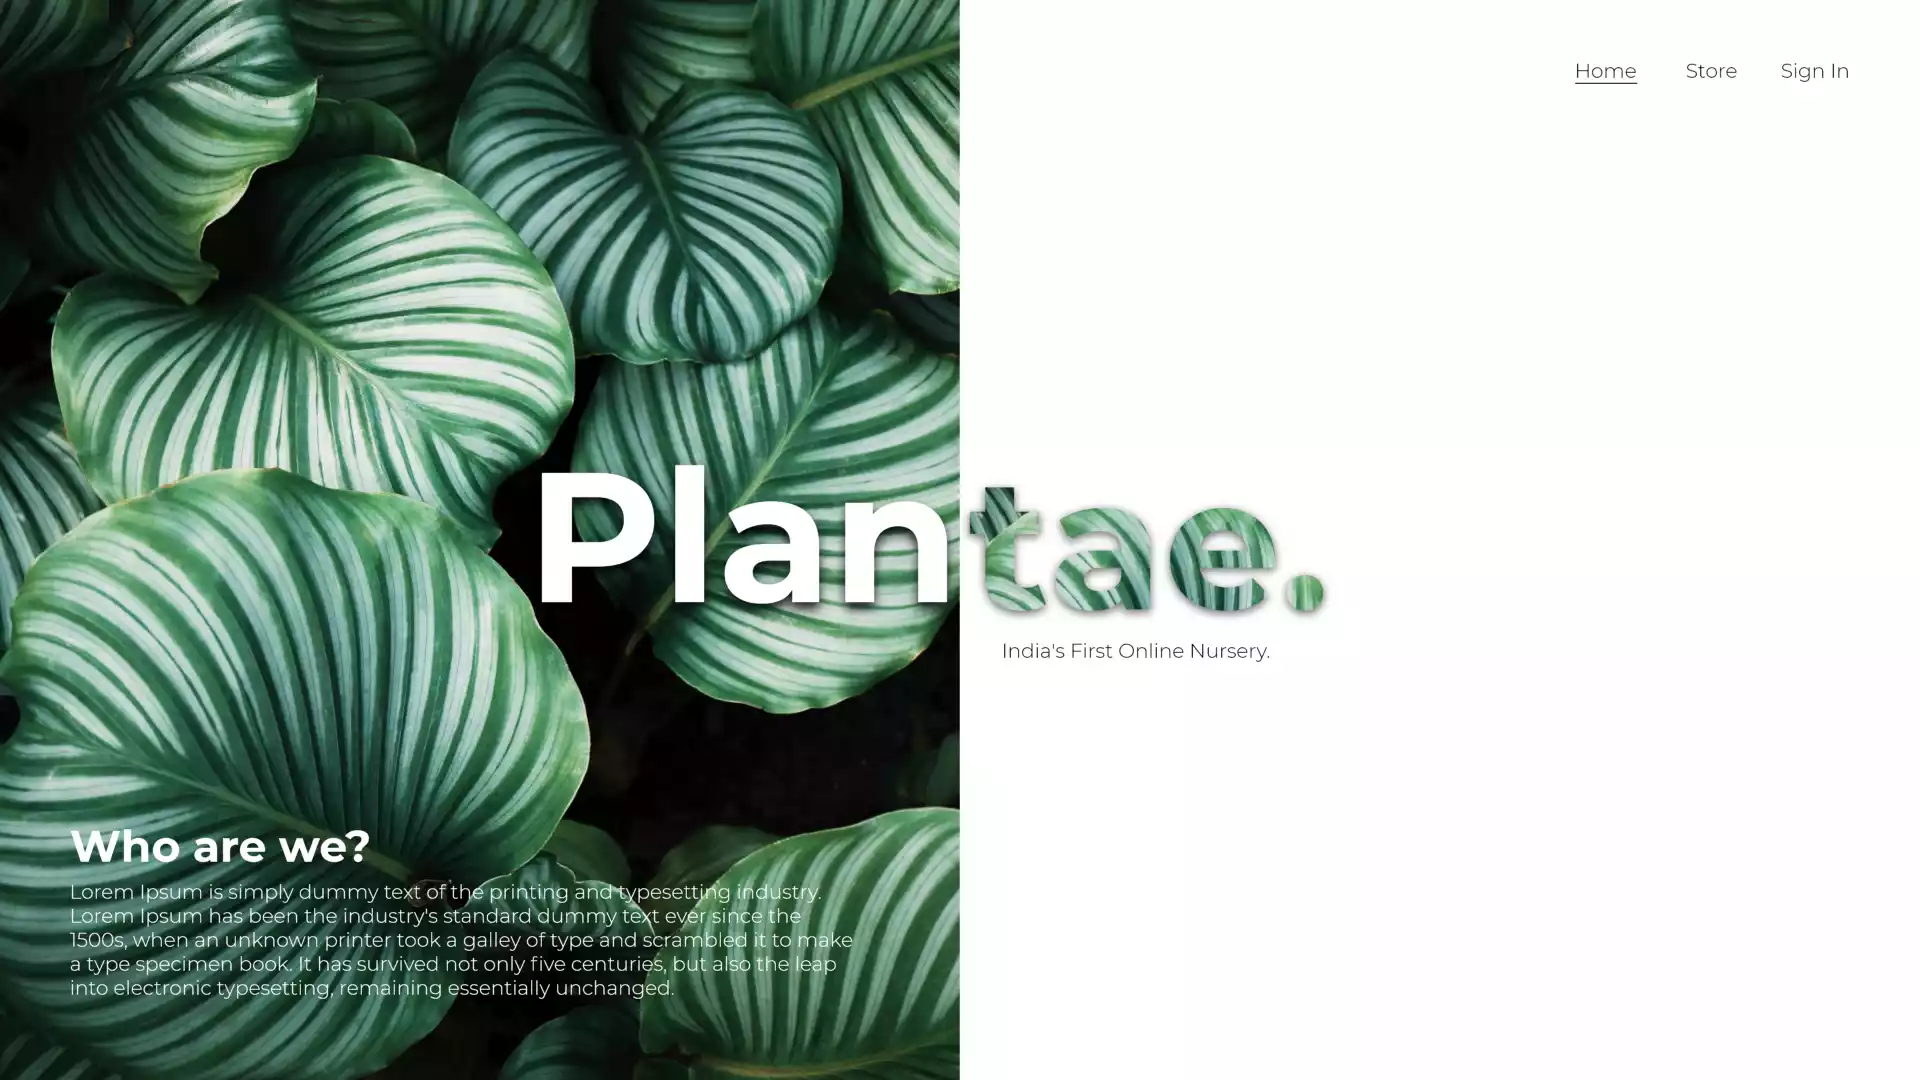 Home Store Sign In
Plantae.
India's First Online Nursery.
Who are we?
Lorem Ipsum is simply dummy text of the printing and typesetting industry.
Lorem Ipsum has been the industry's standard dummy text ever since the
1500s, when an unknown printer took a galley of type and scrambled it to make
a type specimen book. It has survived not only five centuries, but also the leap
into electronic typesetting, remaining essentially unchanged.